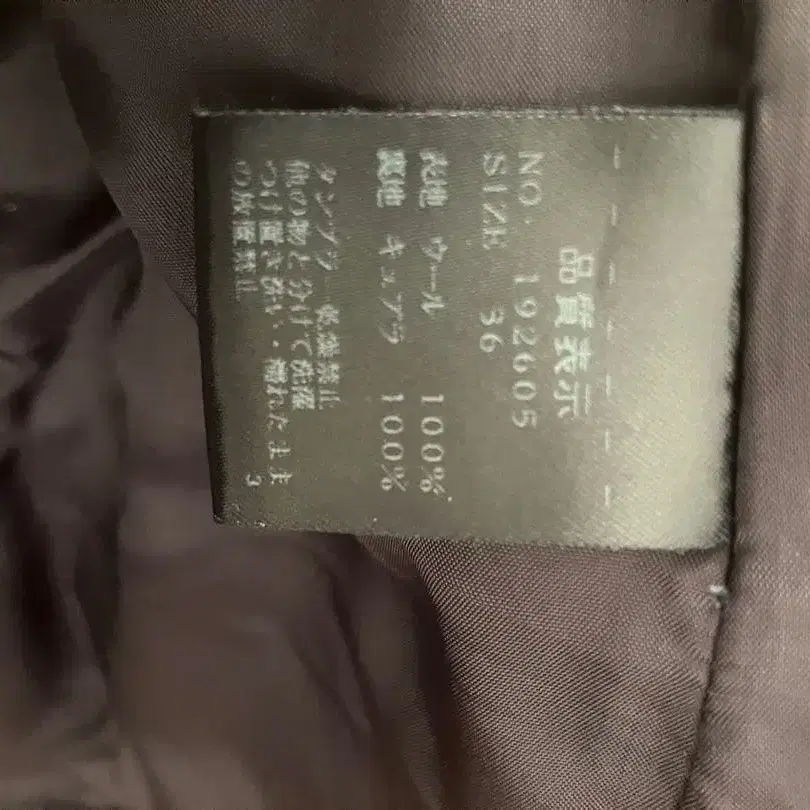 品質表示
NO. 192605
SIZE 36
表地 ウール 100%
裏地 キュプラ 100%
タンブラー乾燥禁止
他の物と分けて洗濯
つけ置き洗い・濡れたまま
の放置禁止
3